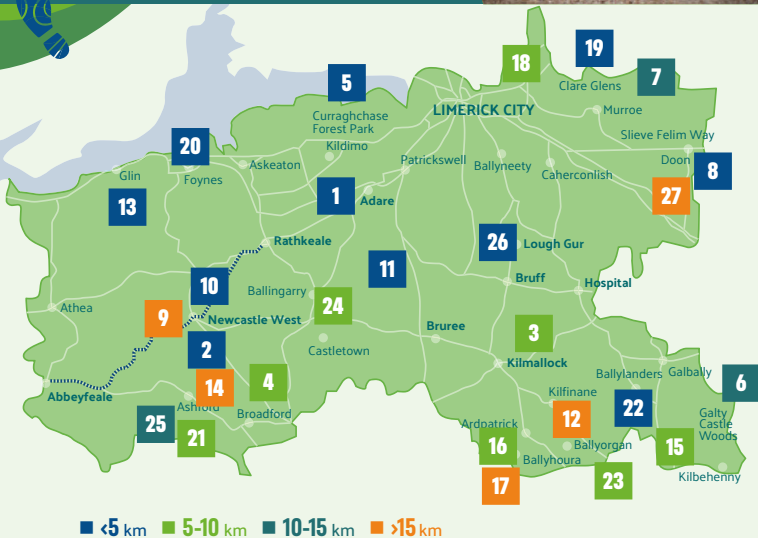 19
18
5
7
Clare Glens
Curraghchase
Forest Park
LIMERICK CITY
Murroe
20
Kildimo
Slieve Felim Way
Glin
Foynes
Askeaton
Patrickswell
Ballyneety
Caherconlish
Doon
8
13
1
Adare
27
Rathkeale
26
Lough Gur
11
10
Ballingarry
Bruff
Hospital
Athea
9
Newcastle West
24
2
Castletown
Bruree
3
Kilmallock
Abbeyfeale
14
4
Ballylanders
Galbally
6
Ashford
Broadford
Kilfinane
22
Galty
Castle
Woods
25
21
Ardpatrick
12
16
Ballyorgan
15
Ballyhoura
17
23
Kilbehenny
<5 km 5-10 km 10-15 km >15 km